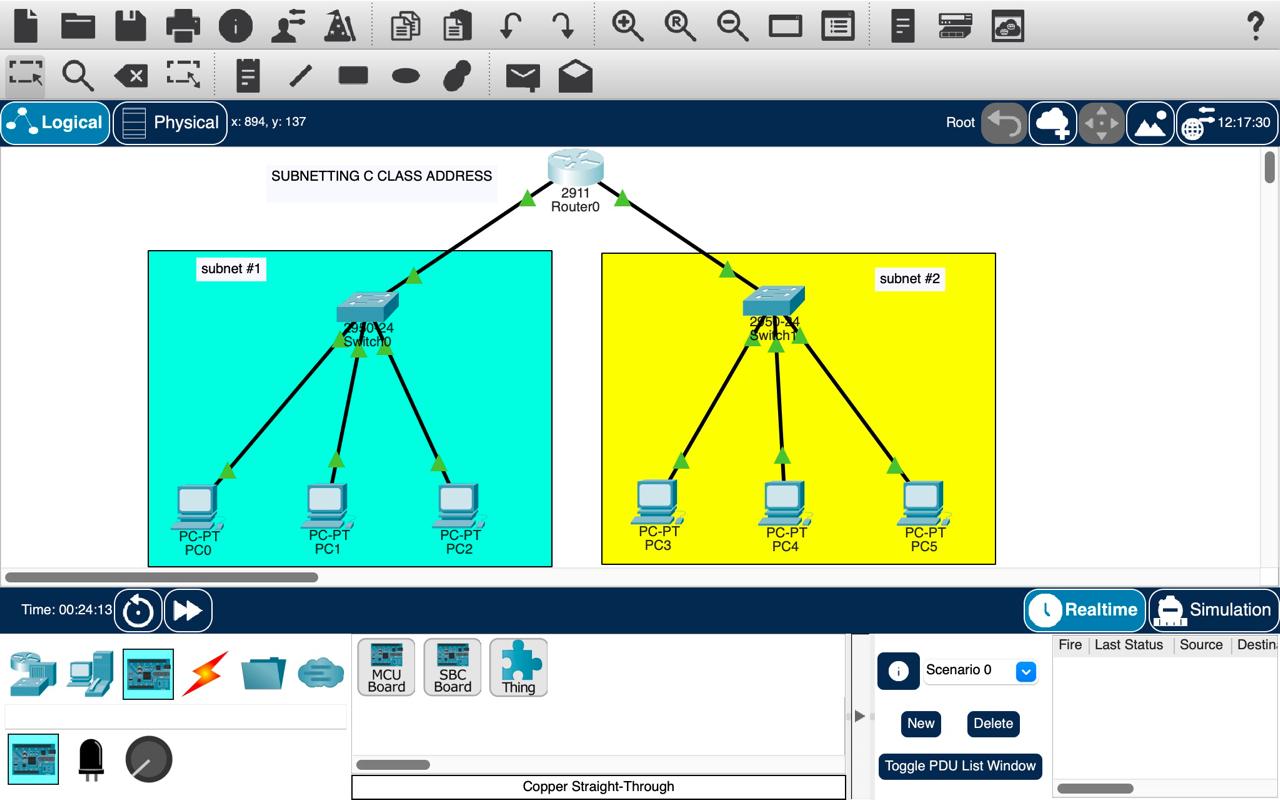 Logical
Physical
x: 894, y: 137
Root
12:17:30
SUBNETTING C CLASS ADDRESS
2911
Router0
subnet #1
subnet #2
2950-24
Switch0
2950-24
Switch1
PC-PT
PC0
PC-PT
PC1
PC-PT
PC2
PC-PT
PC3
PC-PT
PC4
PC-PT
PC5
Time: 00:24:13
Realtime
Simulation
MCU
Board
SBC
Board
Thing
Copper Straight-Through
Scenario 0
New
Delete
Toggle PDU List Window
Fire
Last Status
Source
Destin